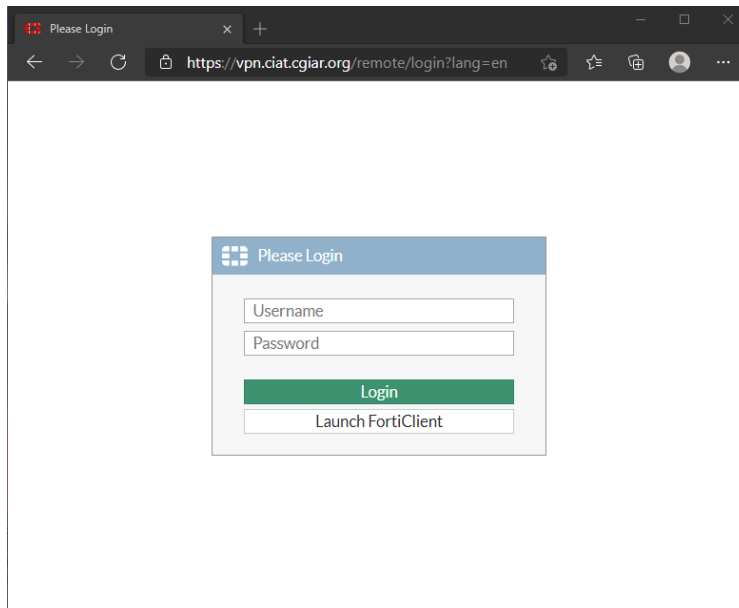 Please Login
https://vpn.ciat.cgiar.org/remote/login?lang=en
Please Login
Username
Password
Login
Launch FortiClient